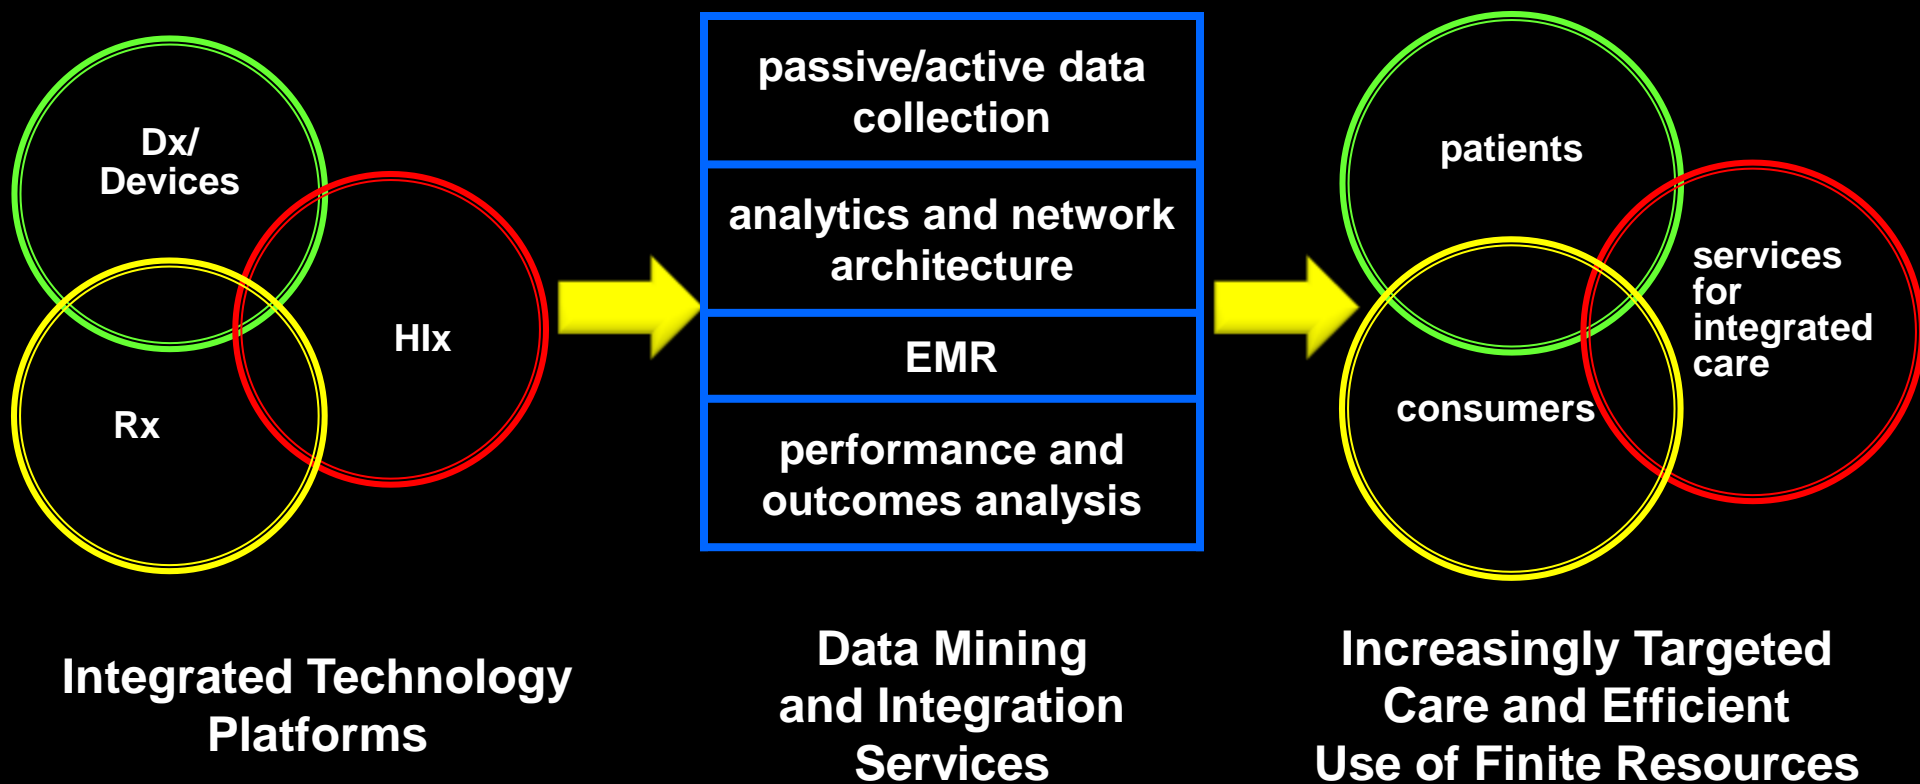 Dx/
Devices
Rx
HIx
Integrated Technology
Platforms
passive/active data
collection
analytics and network
architecture
EMR
performance and
outcomes analysis
Data Mining
and Integration
Services
patients
consumers
services
for
integrated
care
Increasingly Targeted
Care and Efficient
Use of Finite Resources